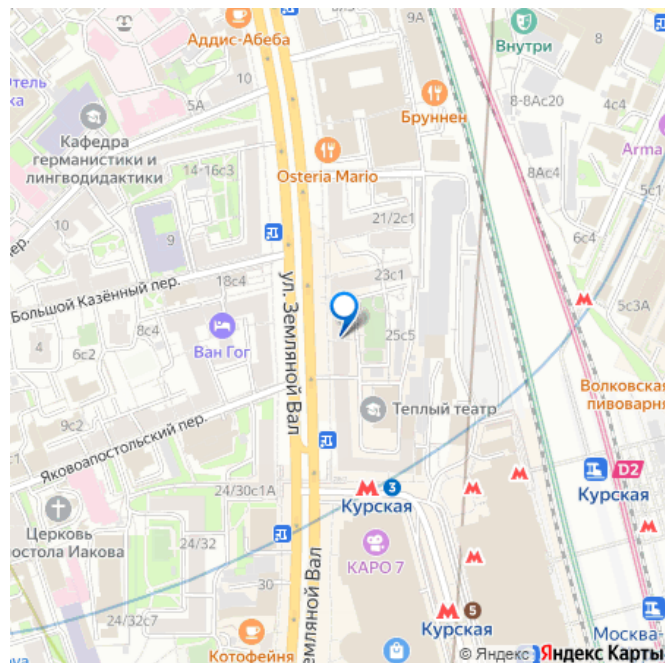 Аддис-Абеба
Внутри
8
10
Отель
5А
Бруннен
8-8Ас20
4с4
Кафедра
германистики и
лингводидактики
Arma
14-16с3
Osteria Mario
8Ас4
5с1
10
21/2с1
9
пер.
6с4
Большой Казённый пер.
18с4
23с1
ул. Земляной Вал
8с4
5с3А
4
6с2
Ван Гог
25с5
Волковская
пивоварня
9с2
Теплый театр
Яковоапостольский пер.
D2
Курская
24/30с1А
3
Курская
Церковь
остола Иакова
24/32
КАРО 7
30
Земляной Вал
5
24/32с7
Курская
Москва
Котофейня
© Яндекс
Яндекс Карты